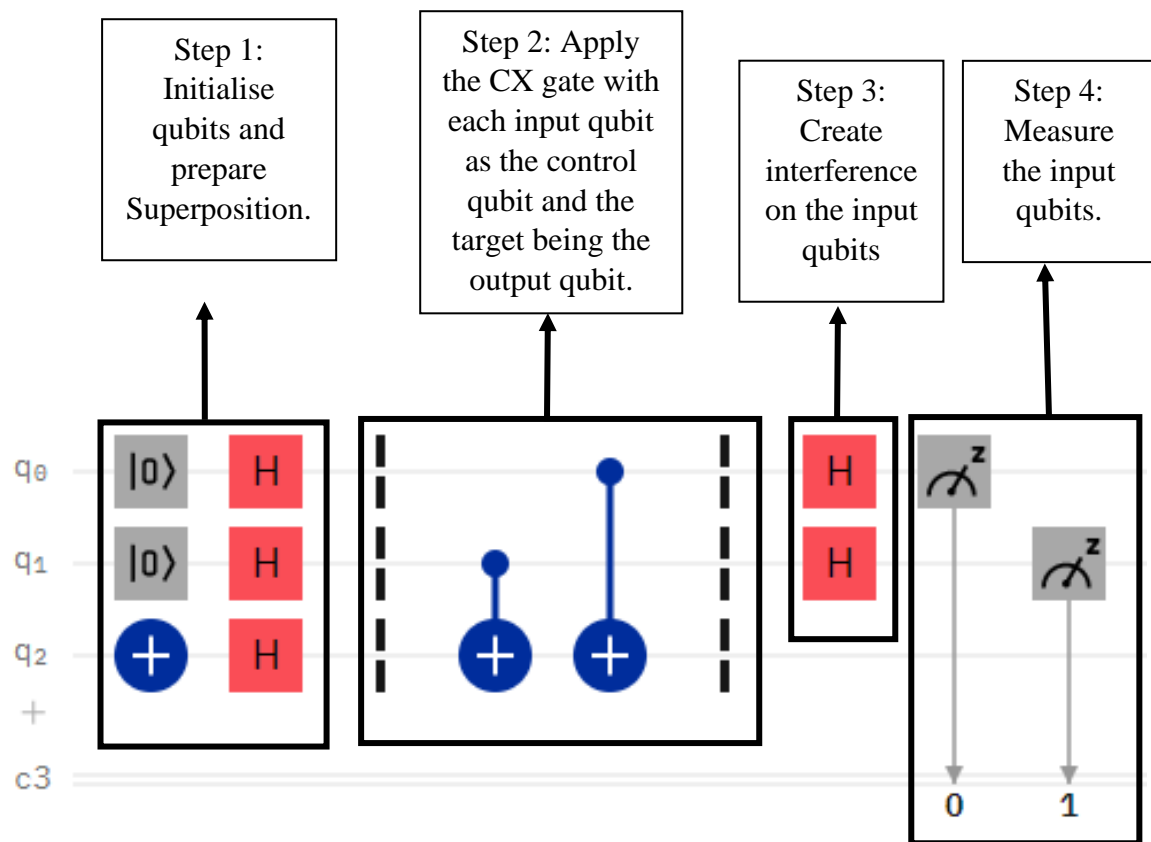 Step 1:
Initialise
qubits and
prepare
Superposition.
Step 2: Apply
the CX gate with
each input qubit
as the control
qubit and the
target being the
output qubit.
Step 3:
Create
interference
on the input
qubits
Step 4:
Measure
the input
qubits.
q0 |0⟩ H H z
q1 |0⟩ H H z
q2 + H + +
+
c3 0 1